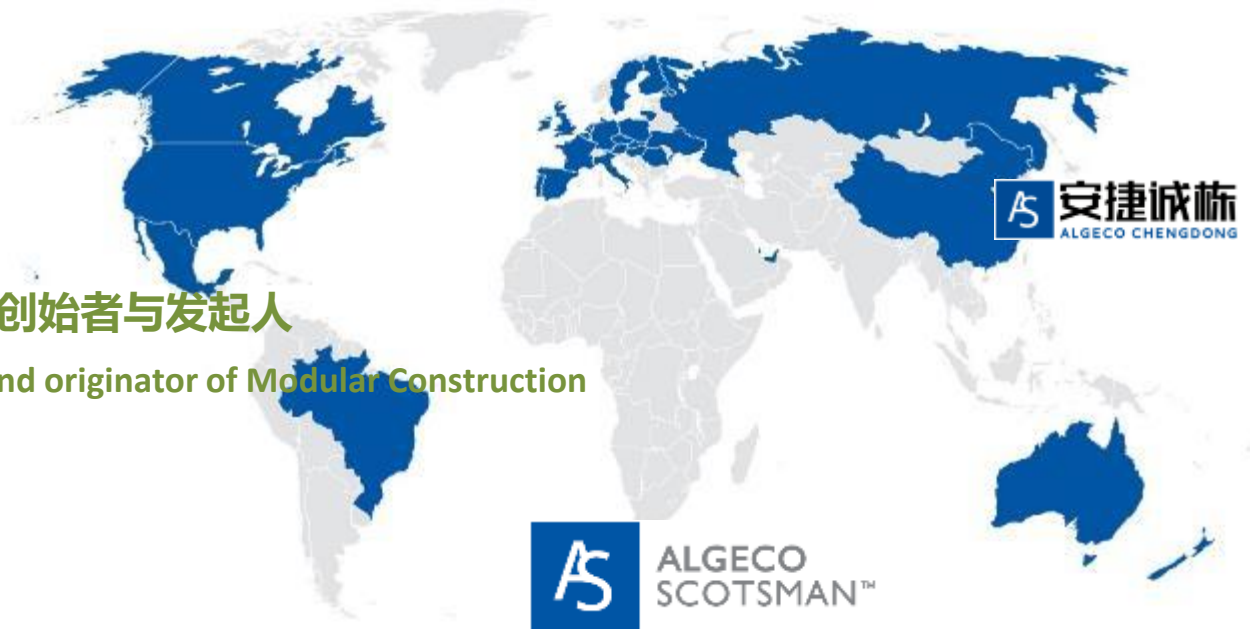 安捷诚栋
ALGECO CHENGDONG
创始者与发起人
nd originator of Modular Construction
AS
ALGECO
SCOTSMAN™